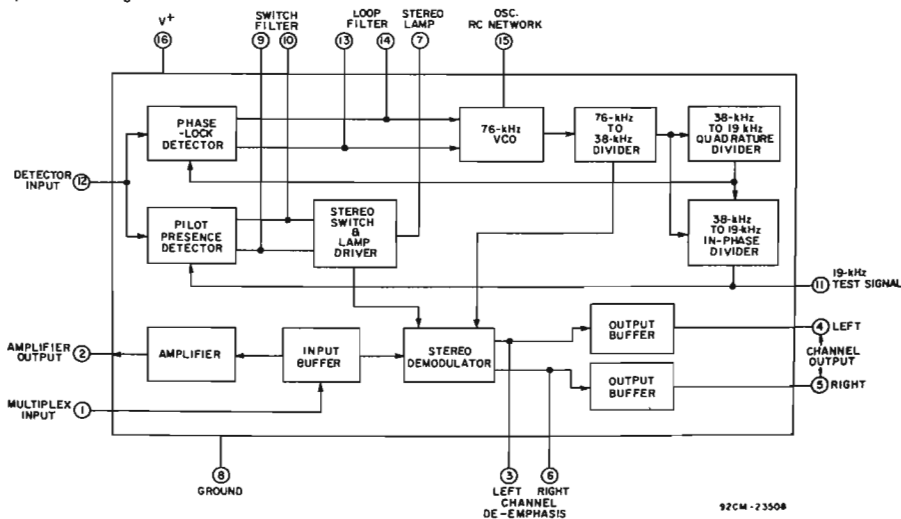 V+
SWITCH
FILTER
LOOP
FILTER
STEREO
LAMP
OSC.
RC NETWORK
16
9
10
13
14
7
15
PHASE
-LOCK
DETECTOR
76-kHz
VCO
76-kHz
TO
38-kHz
DIVIDER
38-kHz
TO 19 kHz
QUADRATURE
DIVIDER
DETECTOR
INPUT
12
PILOT
PRESENCE
DETECTOR
STEREO
SWITCH
&
LAMP
DRIVER
38-kHz
TO 19-kHz
IN-PHASE
DIVIDER
11
19-kHz
TEST SIGNAL
AMPLIFIER
OUTPUT
2
AMPLIFIER
INPUT
BUFFER
STEREO
DEMODULATOR
OUTPUT
BUFFER
4 LEFT
CHANNEL
OUTPUT
OUTPUT
BUFFER
5 RIGHT
MULTIPLEX
INPUT
1
8
GROUND
3
6
LEFT RIGHT
CHANNEL
DE-EMPHASIS
92CM-23508